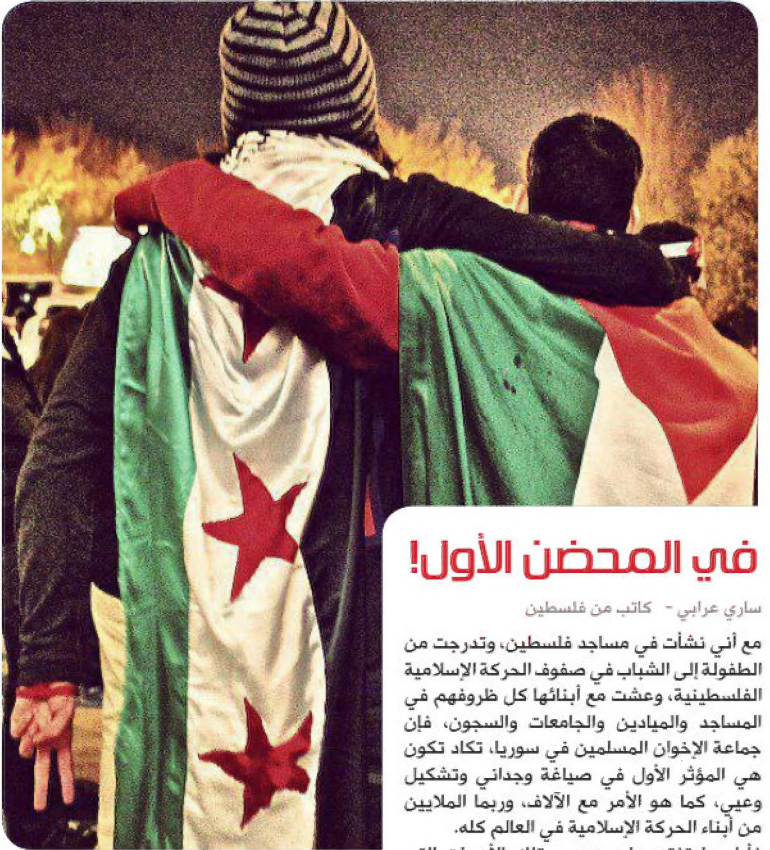 في المحضن الأول!
ساري عرابي - كاتب من فلسطين
مع أني نشأت في مساجد فلسطين، وتدرجت من
الطفولة إلى الشباب في صفوف الحركة الإسلامية
الفلسطينية، وعشت مع أبنائها كل ظروفهم في
المساجد والميادين والجامعات والسجون، فإن
جماعة الإخوان المسلمين في سوريا، تكاد تكون
هي المؤثر الأول في صياغة وجداني وتشكيل
وعيي، كما هو الأمر مع الآلاف، وربما الملايين
من أبناء الحركة الإسلامية في العالم كله.